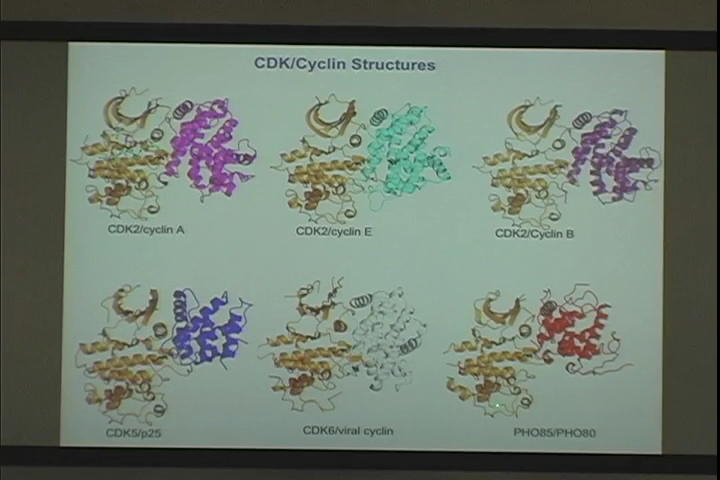 CDK/Cyclin Structures
CDK2/cyclin A
CDK2/cyclin E
CDK2/Cyclin B
CDK5/p25
CDK6/viral cyclin
PHO85/PHO80